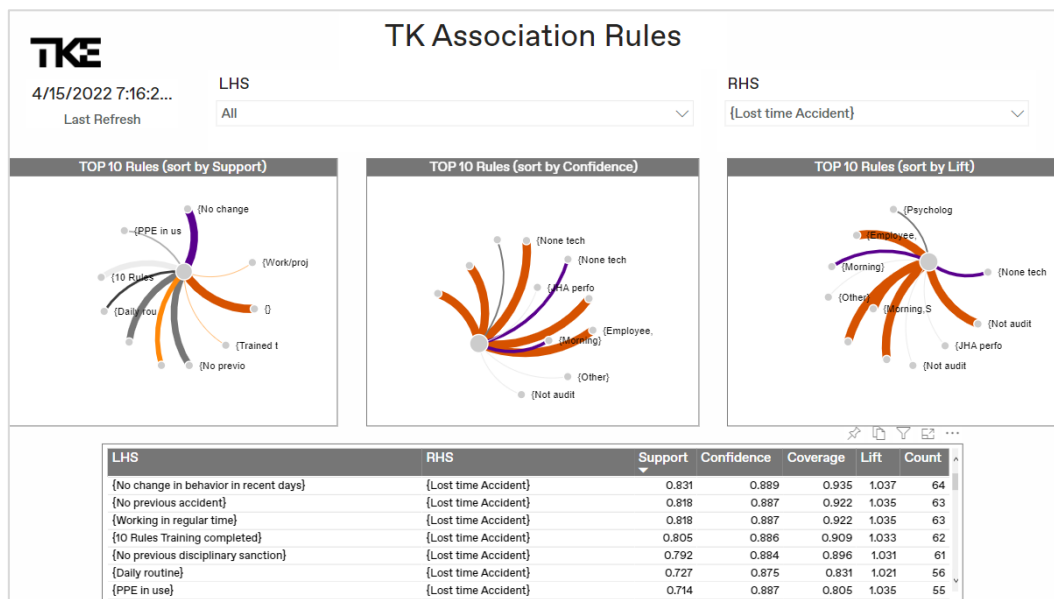 TK Association Rules
TKE
4/15/2022 7:16:2...
Last Refresh
LHS
All
RHS
{Lost time Accident}
TOP 10 Rules (sort by Support)
{No change
{PPE in us
{Work/proj
{10 Rules
{Daily rou
{}
{Trained t
{No previo
TOP 10 Rules (sort by Confidence)
{None tech
{None tech
{JHA perfo
{Employee,
{Morning}
{Other}
{Not audit
TOP 10 Rules (sort by Lift)
{Psycholog
{Employee,
{Morning}
{None tech
{Other}
{Morning,S
{Not audit
{JHA perfo
{Not audit
LHS RHS Support Confidence Coverage Lift Count
{No change in behavior in recent days} {Lost time Accident} 0.831 0.889 0.935 1.037 64
{No previous accident} {Lost time Accident} 0.818 0.887 0.922 1.035 63
{Working in regular time} {Lost time Accident} 0.818 0.887 0.922 1.035 63
{10 Rules Training completed} {Lost time Accident} 0.805 0.886 0.909 1.033 62
{No previous disciplinary sanction} {Lost time Accident} 0.792 0.884 0.896 1.031 61
{Daily routine} {Lost time Accident} 0.727 0.875 0.831 1.021 56
{PPE in use} {Lost time Accident} 0.714 0.887 0.805 1.035 55